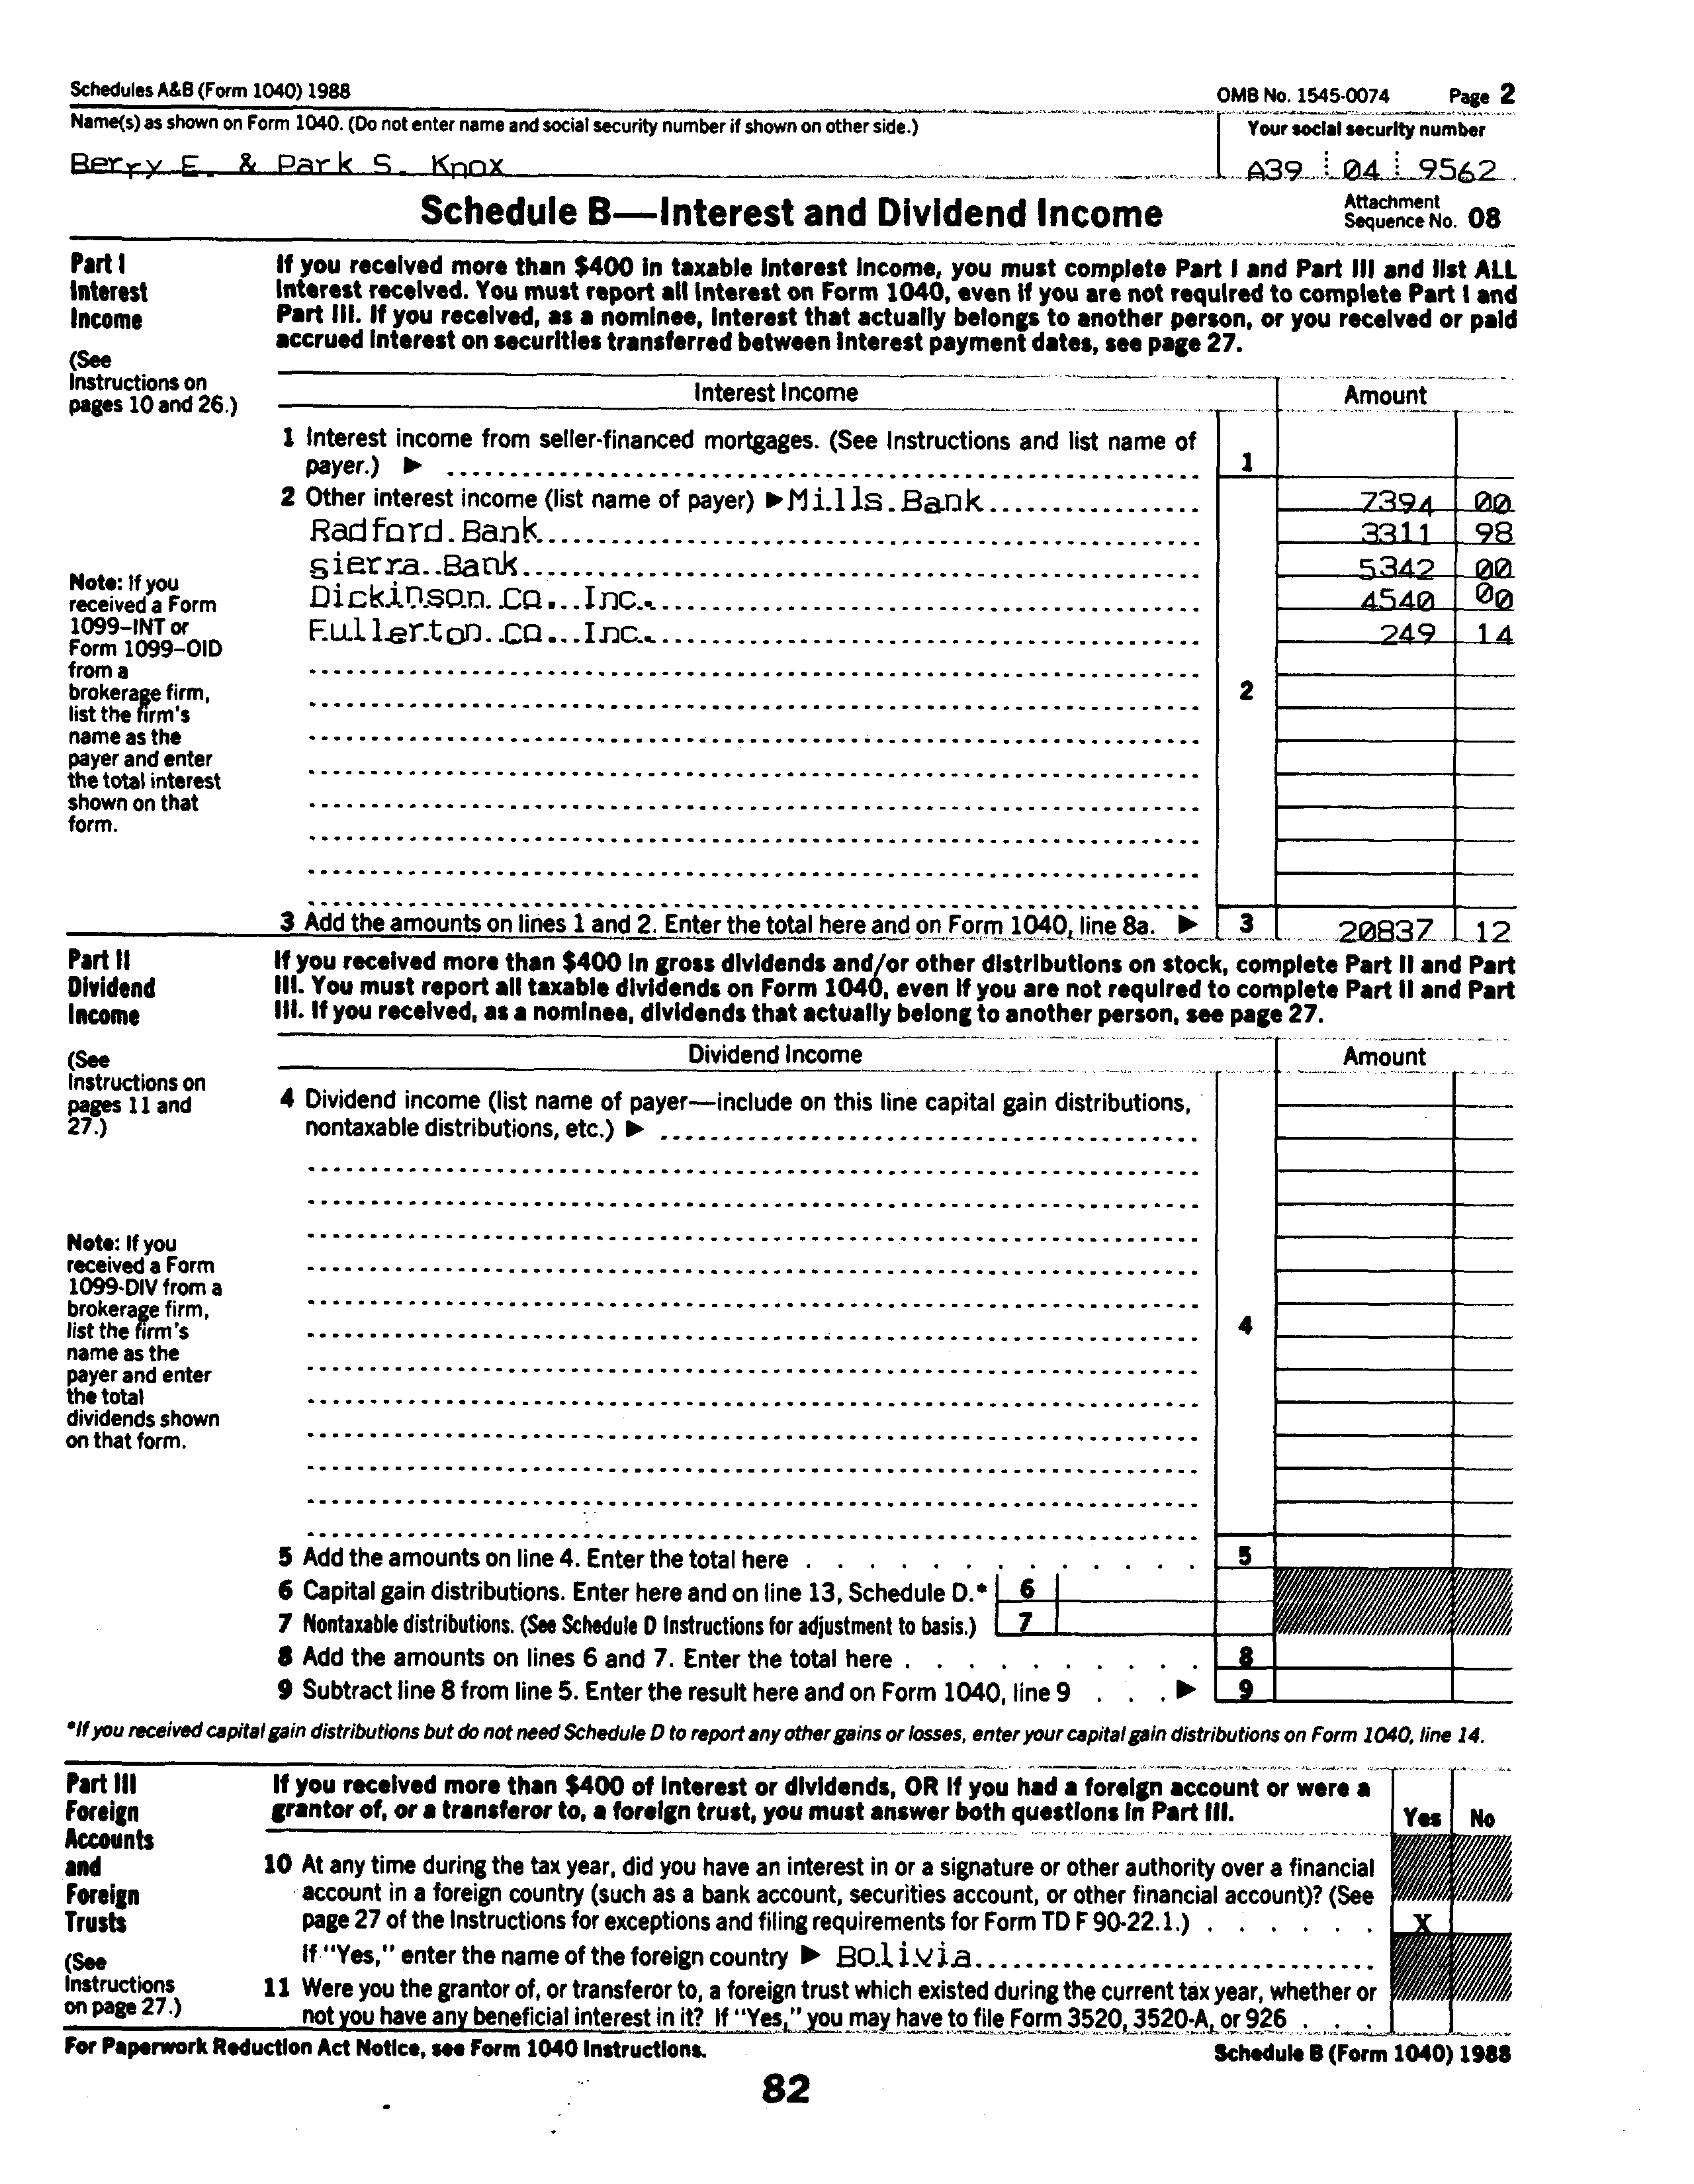 Schedules A&B (Form 1040) 1988
OMB No. 1545-0074 Page 2
Name(s) as shown on Form 1040. (Do not enter name and social security number if shown on other side.)
Your social security number
Berry E. & Park S. Knox
A39 04 9562
Schedule B—Interest and Dividend Income
Attachment
Sequence No. 08
Part I
Interest
Income
(See
Instructions on
pages 10 and 26.)
If you received more than $400 in taxable interest income, you must complete Part I and Part III and list ALL
interest received. You must report all interest on Form 1040, even if you are not required to complete Part I and
Part III. If you received, as a nominee, interest that actually belongs to another person, or you received or paid
accrued interest on securities transferred between interest payment dates, see page 27.
Interest Income Amount
1 Interest income from seller-financed mortgages. (See Instructions and list name of
payer.) ▶ 1
2 Other interest income (list name of payer) ▶ Mills Bank 7394 00
Radford Bank 3311 98
sierra Bank 5342 00
Dickinson Co. Inc. 4540 00
Fullerton Co. Inc. 249 14
2
Note: If you
received a Form
1099–INT or
Form 1099–OID
from a
brokerage firm,
list the firm's
name as the
payer and enter
the total interest
shown on that
form.
3 Add the amounts on lines 1 and 2. Enter the total here and on Form 1040, line 8a. ▶ 3 20837 12
Part II
Dividend
Income
(See
Instructions on
pages 11 and
27.)
If you received more than $400 in gross dividends and/or other distributions on stock, complete Part II and Part
III. You must report all taxable dividends on Form 1040, even if you are not required to complete Part II and Part
III. If you received, as a nominee, dividends that actually belong to another person, see page 27.
Dividend Income Amount
4 Dividend income (list name of payer—include on this line capital gain distributions,
nontaxable distributions, etc.) ▶
4
Note: If you
received a Form
1099-DIV from a
brokerage firm,
list the firm's
name as the
payer and enter
the total
dividends shown
on that form.
5 Add the amounts on line 4. Enter the total here . . . . . . . . . . . . . 5
6 Capital gain distributions. Enter here and on line 13, Schedule D.* 6
7 Nontaxable distributions. (See Schedule D Instructions for adjustment to basis.) 7
8 Add the amounts on lines 6 and 7. Enter the total here . . . . . . . . . . 8
9 Subtract line 8 from line 5. Enter the result here and on Form 1040, line 9 . . . ▶ 9
*If you received capital gain distributions but do not need Schedule D to report any other gains or losses, enter your capital gain distributions on Form 1040, line 14.
Part III
Foreign
Accounts
and
Foreign
Trusts
(See
Instructions
on page 27.)
If you received more than $400 of interest or dividends, OR if you had a foreign account or were a
grantor of, or a transferor to, a foreign trust, you must answer both questions in Part III.
Yes No
10 At any time during the tax year, did you have an interest in or a signature or other authority over a financial
account in a foreign country (such as a bank account, securities account, or other financial account)? (See
page 27 of the Instructions for exceptions and filing requirements for Form TD F 90-22.1.) . . . . . . X
If "Yes," enter the name of the foreign country ▶ Bolivia
11 Were you the grantor of, or transferor to, a foreign trust which existed during the current tax year, whether or
not you have any beneficial interest in it? If "Yes," you may have to file Form 3520, 3520-A, or 926 . . .
For Paperwork Reduction Act Notice, see Form 1040 Instructions.
Schedule B (Form 1040) 1988
82